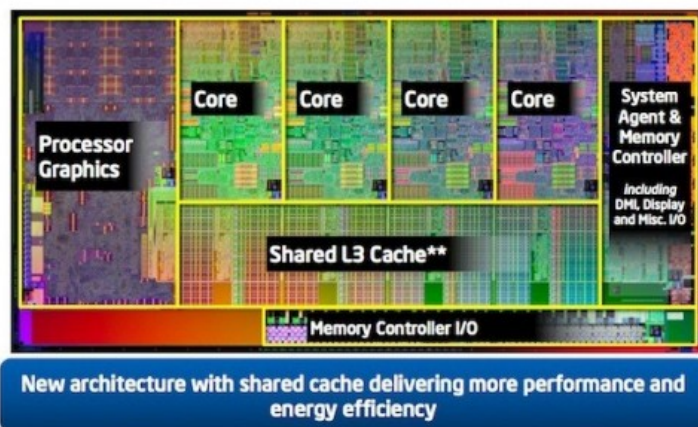 Processor
Graphics
Core
Core
Core
Core
System
Agent &
Memory
Controller
including
DMI, Display
and Misc. I/O
Shared L3 Cache**
Memory Controller I/O
New architecture with shared cache delivering more performance and
energy efficiency